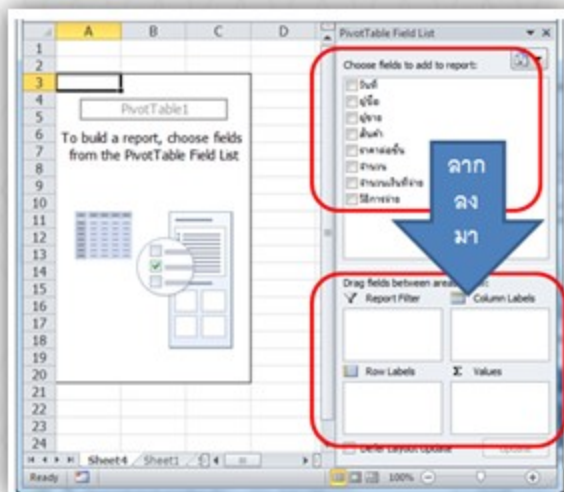 A B C D
PivotTable Field List
1
2
3
4
5
6
7
8
9
10
11
12
13
14
15
16
17
18
19
20
21
22
23
24
PivotTable1
To build a report, choose fields
from the PivotTable Field List
Choose fields to add to report:
วันที่
ผู้ซื้อ
ผู้ขาย
สินค้า
ราคาต่อชิ้น
จำนวน
จำนวนเงินที่จ่าย
วิธีการจ่าย
ลาก
ลง
มา
Drag fields between
Report Filter
Column Labels
Row Labels
Σ Values
Defer Layout Update
Update
Sheet4 Sheet1
Ready
100%